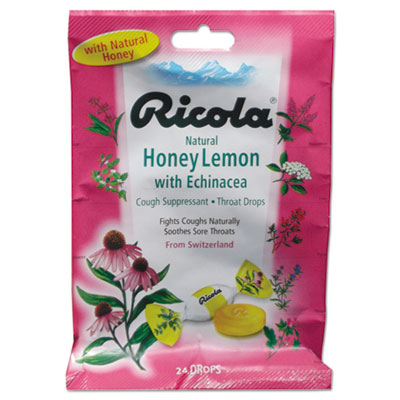 with Natural
Honey
Ricola®
Natural
Honey Lemon
with Echinacea
Cough Suppressant • Throat Drops
Fights Coughs Naturally
Soothes Sore Throats
From Switzerland
Ricola
24 DROPS